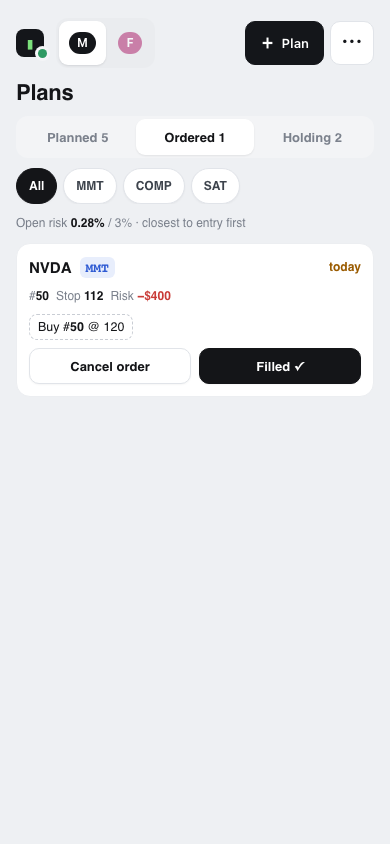 M F + Plan ...
Plans
Planned 5 Ordered 1 Holding 2
All MMT COMP SAT
Open risk 0.28% / 3% · closest to entry first
NVDA MMT today
#50 Stop 112 Risk −$400
Buy #50 @ 120
Cancel order Filled ✓